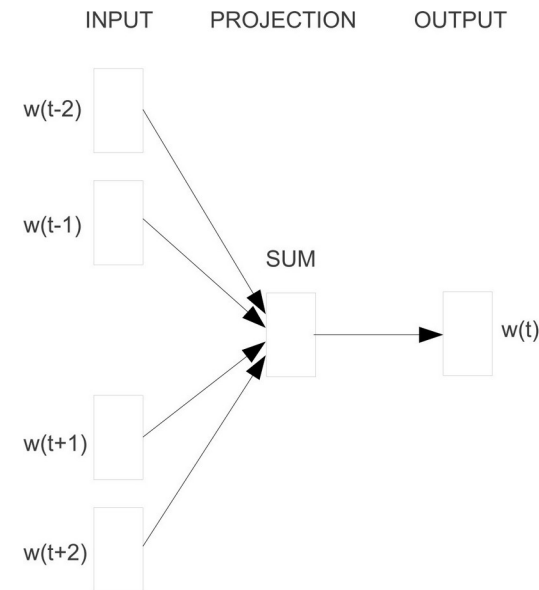 INPUT PROJECTION OUTPUT
w(t-2)
w(t-1)
SUM
w(t)
w(t+1)
w(t+2)